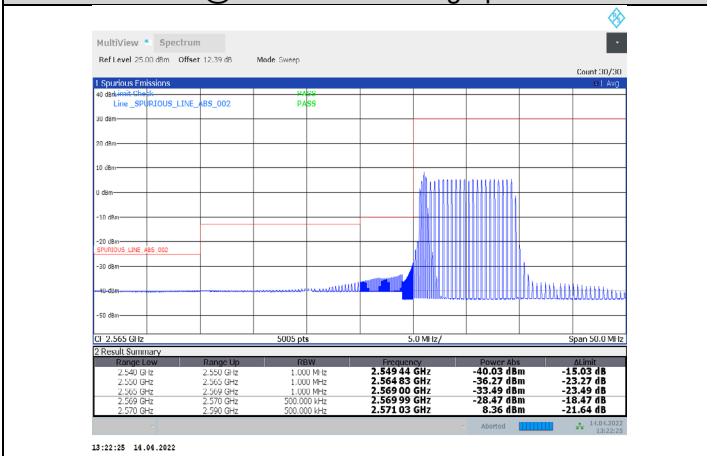 MultiView Spectrum
Ref Level 25.00 dBm Offset 12.39 dB Mode Sweep
Count 30/30
1 Spurious Emissions 1 Avg
40 dBm Limit Check PASS
Line _SPURIOUS_LINE_ABS_002 PASS
30 dBm
20 dBm
10 dBm
0 dBm
-10 dBm
-20 dBm
SPURIOUS_LINE_ABS_002
-30 dBm
-40 dBm
-50 dBm
CF 2.565 GHz 5005 pts 5.0 MHz/ Span 50.0 MHz
2 Result Summary
Range Low Range Up RBW Frequency Power Abs ΔLimit
2.540 GHz 2.550 GHz 1.000 MHz 2.549 44 GHz -40.03 dBm -15.03 dB
2.550 GHz 2.565 GHz 1.000 MHz 2.564 83 GHz -36.27 dBm -23.27 dB
2.565 GHz 2.569 GHz 1.000 MHz 2.569 00 GHz -33.49 dBm -23.49 dB
2.569 GHz 2.570 GHz 500.000 kHz 2.569 99 GHz -28.47 dBm -18.47 dB
2.570 GHz 2.590 GHz 500.000 kHz 2.571 03 GHz 8.36 dBm -21.64 dB
Aborted 14.04.2022
13:22:25
13:22:25 14.04.2022